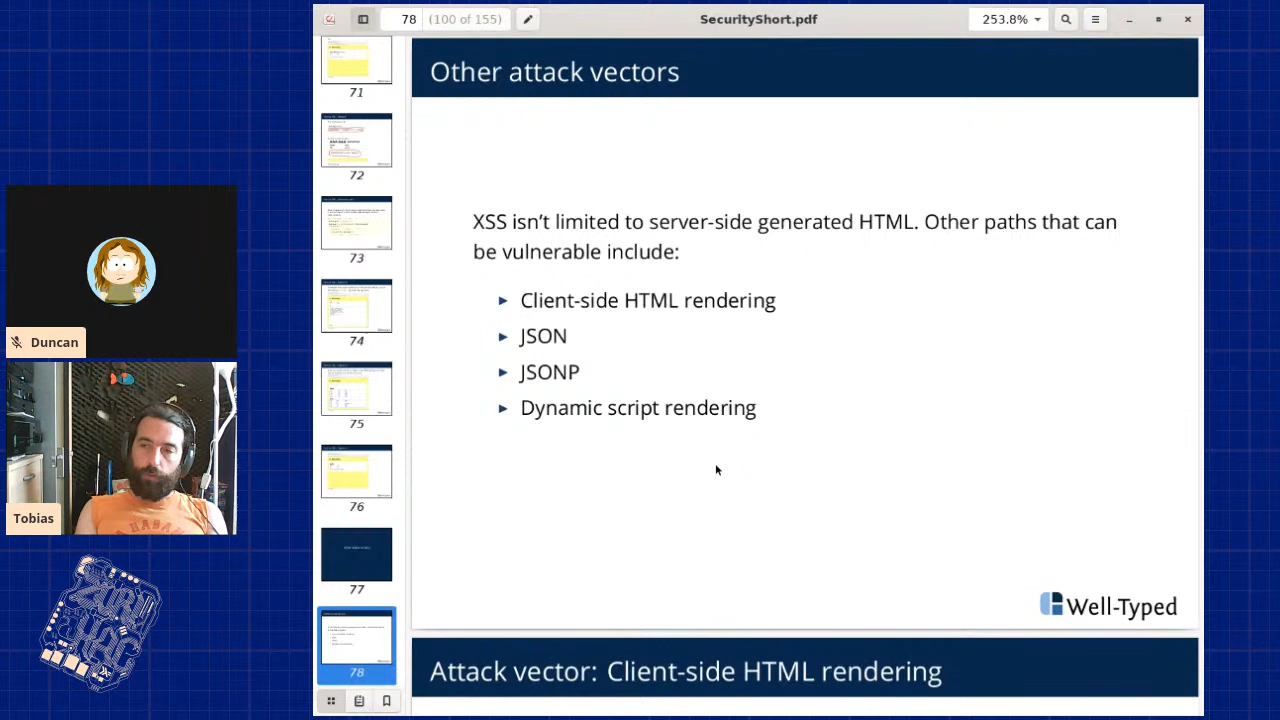 78
(100 of 155)
SecurityShort.pdf
253.8%
71
72
73
74
75
76
77
78
Other attack vectors
XSS isn't limited to server-side generated HTML. Other paths that can
be vulnerable include:
Client-side HTML rendering
JSON
JSONP
Dynamic script rendering
Well-Typed
Attack vector: Client-side HTML rendering
Duncan
Tobias